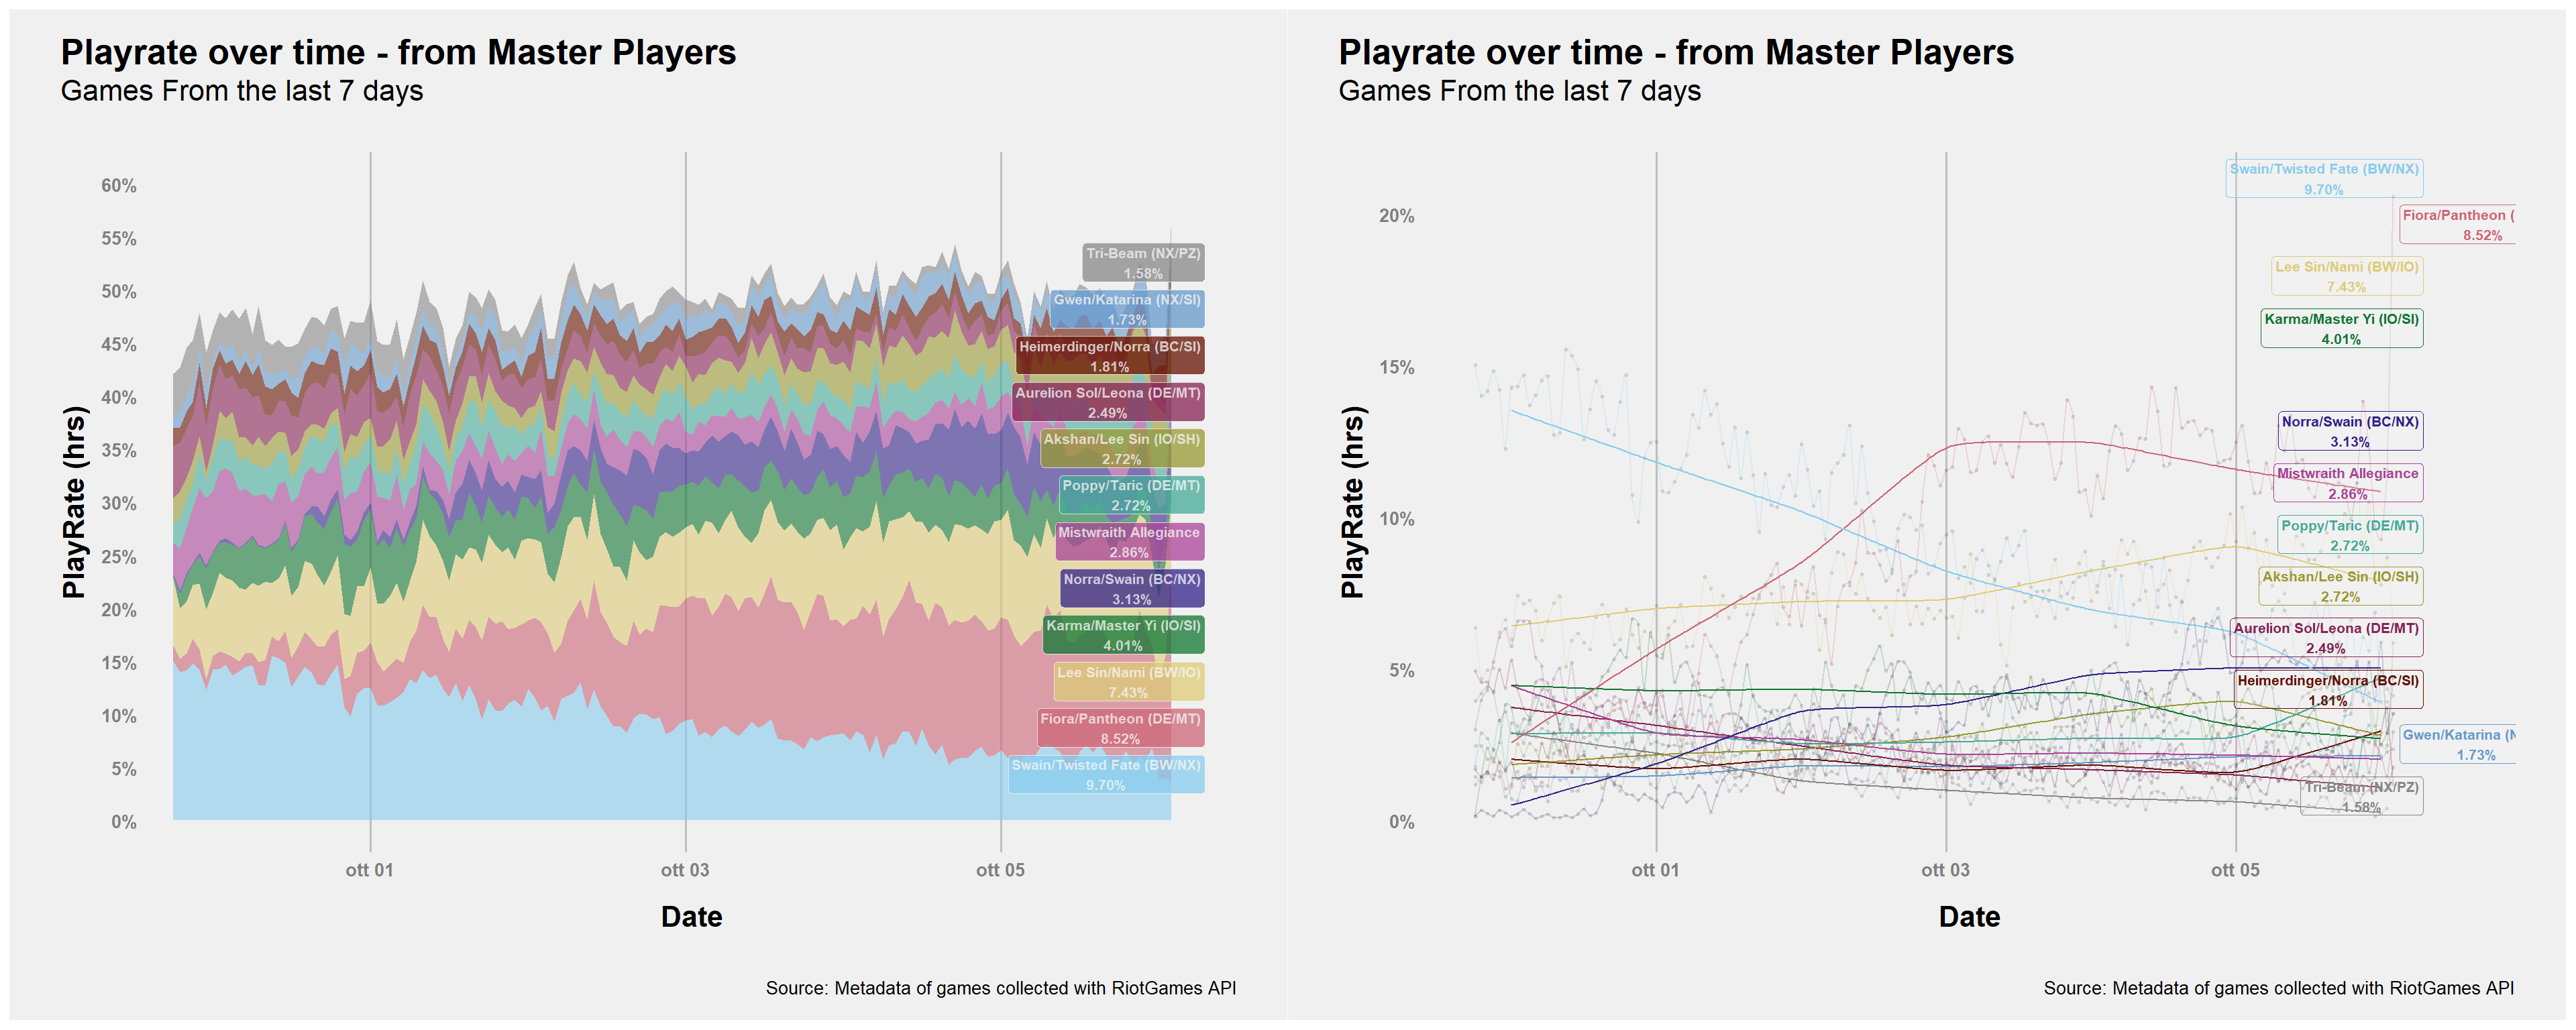 Playrate over time - from Master Players
Games From the last 7 days
PlayRate (hrs)
60%
55%
50%
45%
40%
35%
30%
25%
20%
15%
10%
5%
0%
Tri-Beam (NX/PZ)
1.58%
Gwen/Katarina (NX/SI)
1.73%
Heimerdinger/Norra (BC/SI)
1.81%
Aurelion Sol/Leona (DE/MT)
2.49%
Akshan/Lee Sin (IO/SH)
2.72%
Poppy/Taric (DE/MT)
2.72%
Mistwraith Allegiance
2.86%
Norra/Swain (BC/NX)
3.13%
Karma/Master Yi (IO/SI)
4.01%
Lee Sin/Nami (BW/IO)
7.43%
Fiora/Pantheon (DE/MT)
8.52%
Swain/Twisted Fate (BW/NX)
9.70%
ott 01
ott 03
ott 05
Date
Source: Metadata of games collected with RiotGames API
Playrate over time - from Master Players
Games From the last 7 days
PlayRate (hrs)
20%
15%
10%
5%
0%
Swain/Twisted Fate (BW/NX)
9.70%
Fiora/Pantheon (
8.52%
Lee Sin/Nami (BW/IO)
7.43%
Karma/Master Yi (IO/SI)
4.01%
Norra/Swain (BC/NX)
3.13%
Mistwraith Allegiance
2.86%
Poppy/Taric (DE/MT)
2.72%
Akshan/Lee Sin (IO/SH)
2.72%
Aurelion Sol/Leona (DE/MT)
2.49%
Heimerdinger/Norra (BC/SI)
1.81%
Gwen/Katarina (N
1.73%
Tri-Beam (NX/PZ)
1.58%
ott 01
ott 03
ott 05
Date
Source: Metadata of games collected with RiotGames API